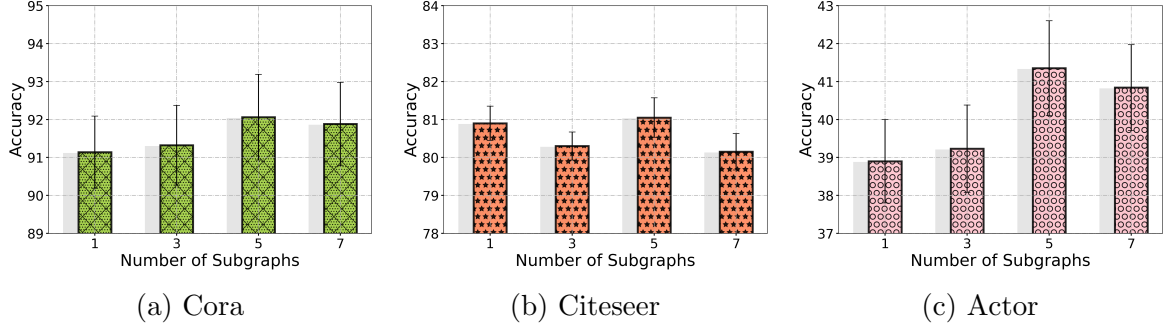 95
94
93
92
91
90
89
Accuracy
1 3 5 7
Number of Subgraphs
(a) Cora
84
83
82
81
80
79
78
Accuracy
1 3 5 7
Number of Subgraphs
(b) Citeseer
43
42
41
40
39
38
37
Accuracy
1 3 5 7
Number of Subgraphs
(c) Actor